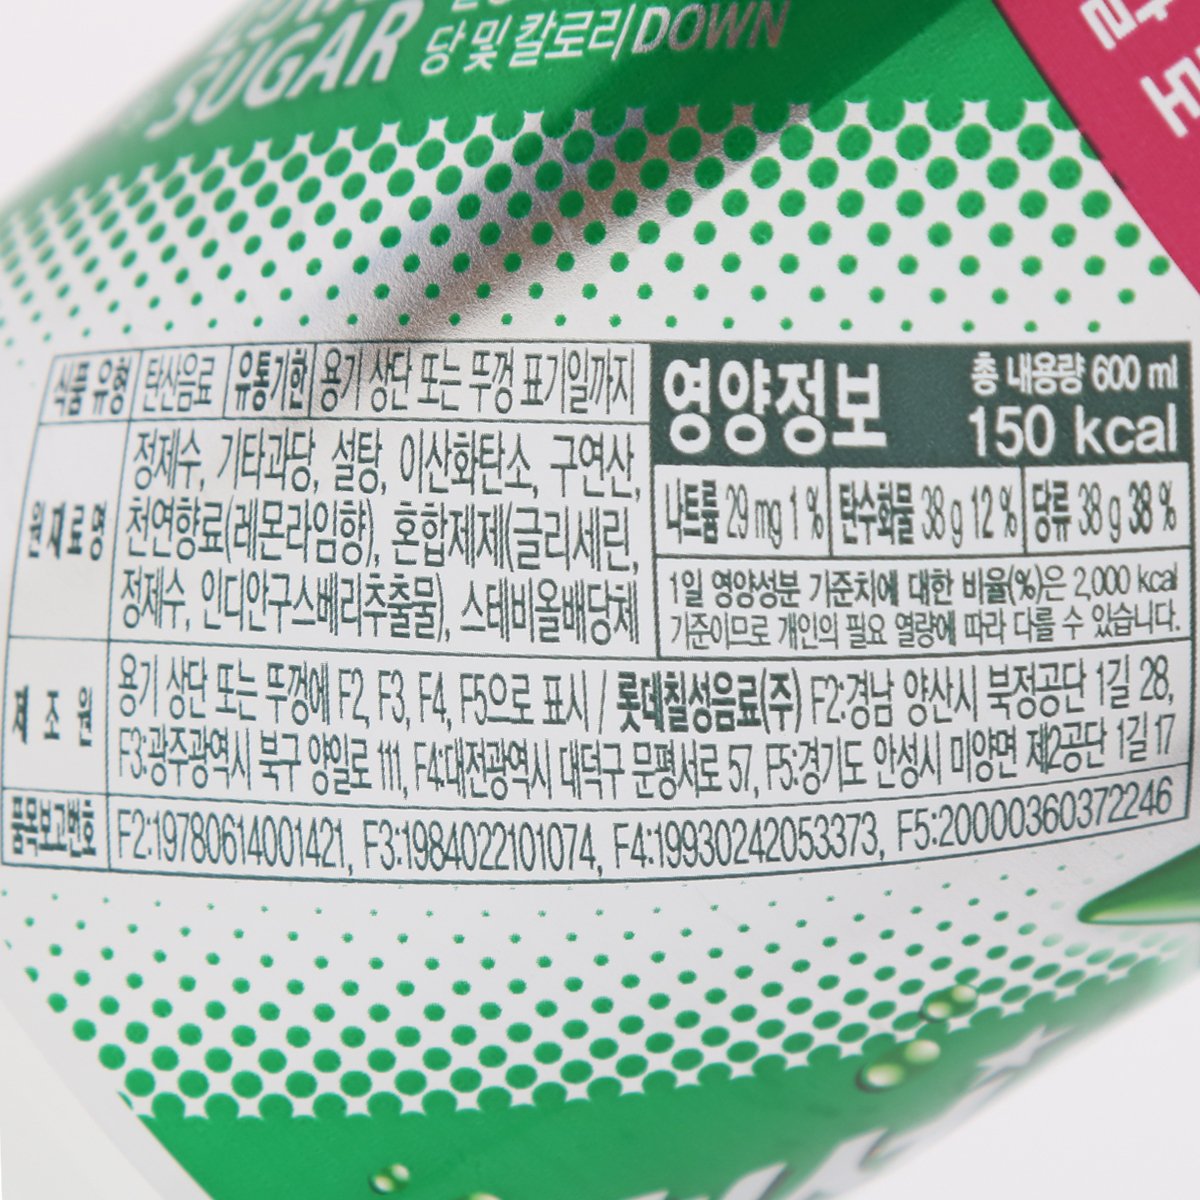 SUGAR
당 및 칼로리 DOWN
식품 유형 탄산음료 유통기한 용기 상단 또는 뚜껑 표기일까지
원재료명 정제수, 기타과당, 설탕, 이산화탄소, 구연산,
천연향료(레몬라임향), 혼합제제(글리세린,
정제수, 인디안구스베리추출물), 스테비올배당체
영양정보 총 내용량 600 ml
150 kcal
나트륨 29 mg 1 % 탄수화물 38 g 12 % 당류 38 g 38 %
1일 영양성분 기준치에 대한 비율(%)은 2,000 kcal
기준이므로 개인의 필요 열량에 따라 다를 수 있습니다.
제조원 용기 상단 또는 뚜껑에 F2, F3, F4, F5으로 표시 / 롯데칠성음료(주) F2:경남 양산시 북정공단 1길 28,
F3:광주광역시 북구 양일로 111, F4:대전광역시 대덕구 문평서로 57, F5:경기도 안성시 미양면 제2공단 1길 17
품목보고번호 F2:19780614001421, F3:1984022101074, F4:19930242053373, F5:20000360372246